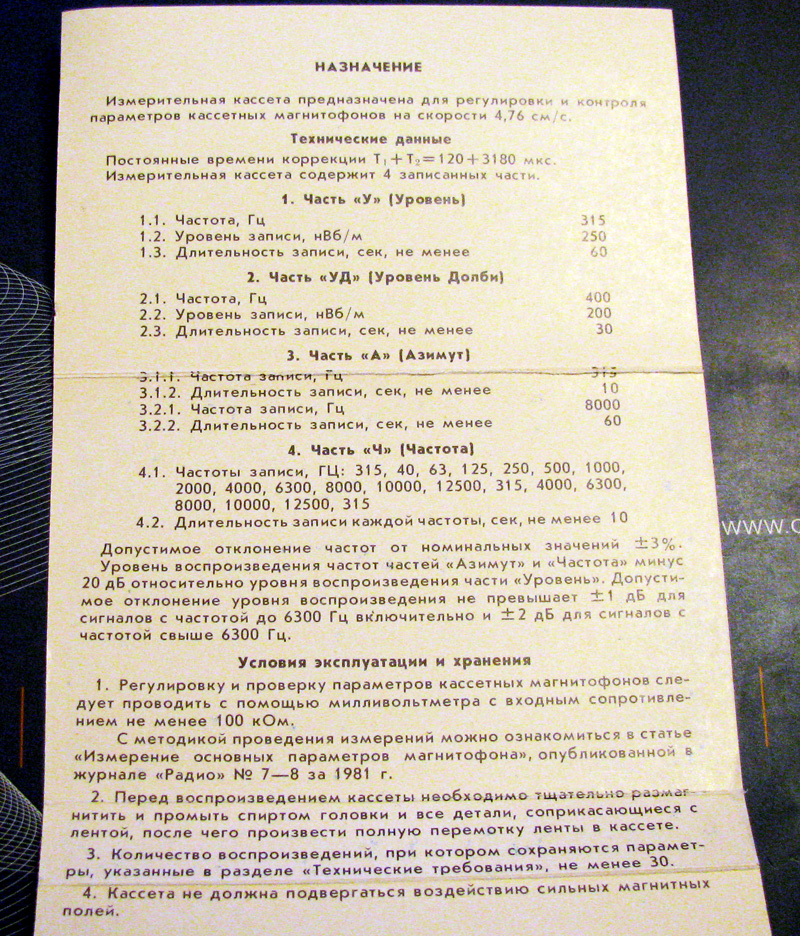 НАЗНАЧЕНИЕ
Измерительная кассета предназначена для регулировки и контроля
параметров кассетных магнитофонов на скорости 4,76 см/с.
Технические данные
Постоянные времени коррекции T₁+T₂=120+3180 мкс.
Измерительная кассета содержит 4 записанных части.
1. Часть «У» (Уровень)
1.1. Частота, Гц 315
1.2. Уровень записи, нВб/м 250
1.3. Длительность записи, сек, не менее 60
2. Часть «УД» (Уровень Долби)
2.1. Частота, Гц 400
2.2. Уровень записи, нВб/м 200
2.3. Длительность записи, сек, не менее 30
3. Часть «А» (Азимут)
3.1.1. Частота записи, Гц 315
3.1.2. Длительность записи, сек, не менее 10
3.2.1. Частота записи, Гц 8000
3.2.2. Длительность записи, сек, не менее 60
4. Часть «Ч» (Частота)
4.1. Частоты записи, ГЦ: 315, 40, 63, 125, 250, 500, 1000,
2000, 4000, 6300, 8000, 10000, 12500, 315, 4000, 6300,
8000, 10000, 12500, 315
4.2. Длительность записи каждой частоты, сек, не менее 10
Допустимое отклонение частот от номинальных значений ±3%.
Уровень воспроизведения частот частей «Азимут» и «Частота» минус
20 дБ относительно уровня воспроизведения части «Уровень». Допусти-
мое отклонение уровня воспроизведения не превышает ±1 дБ для
сигналов с частотой до 6300 Гц включительно и ±2 дБ для сигналов с
частотой свыше 6300 Гц.
Условия эксплуатации и хранения
1. Регулировку и проверку параметров кассетных магнитофонов сле-
дует проводить с помощью милливольтметра с входным сопротивле-
нием не менее 100 кОм.
С методикой проведения измерений можно ознакомиться в статье
«Измерение основных параметров магнитофона», опубликованной в
журнале «Радио» № 7—8 за 1981 г.
2. Перед воспроизведением кассеты необходимо тщательно размаг-
нитить и промыть спиртом головки и все детали, соприкасающиеся с
лентой, после чего произвести полную перемотку ленты в кассете.
3. Количество воспроизведений, при котором сохраняются парамет-
ры, указанные в разделе «Технические требования», не менее 30.
4. Кассета не должна подвергаться воздействию сильных магнитных
полей.
www.c